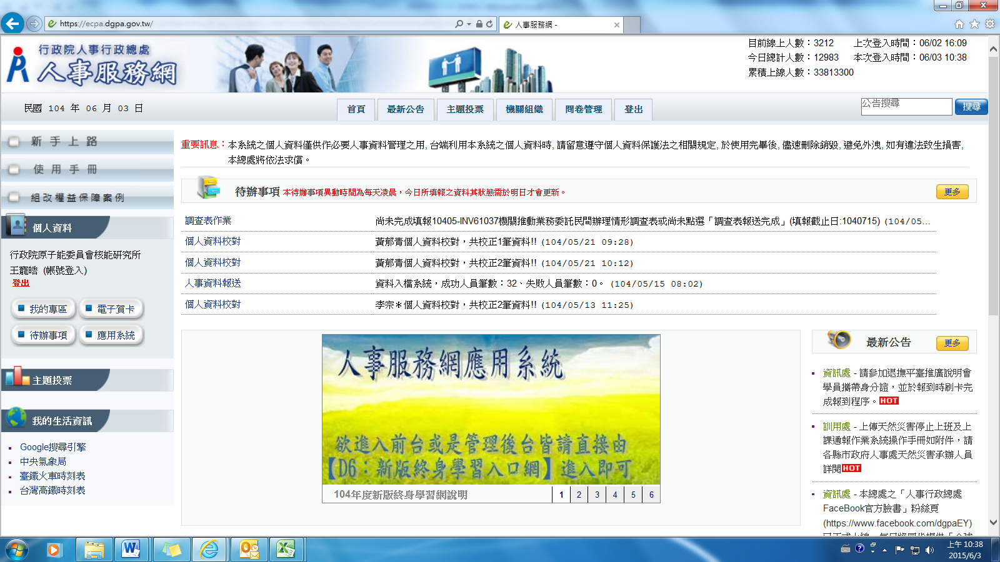 https://ecpa.dgpa.gov.tw/
人事服務網 -
行政院人事行政總處
人事服務網
目前線上人數：3212 上次登入時間：06/02 16:09
今日總計人數：12983 本次登入時間：06/03 10:38
累積上線人數：33813300
民國 104 年 06 月 03 日
首頁 最新公告 主題投票 機關組織 問卷管理 登出
公告搜尋 搜尋
新手上路
使用手冊
組改權益保障案例
個人資料
行政院原子能委員會核能研究所
王寵皓 (帳號登入)
登出
我的專區 電子賀卡
待辦事項 應用系統
主題投票
我的生活資訊
Google搜尋引擎
中央氣象局
臺鐵火車時刻表
台灣高鐵時刻表
重要訊息：本系統之個人資料僅供作必要人事資料管理之用, 台端利用本系統之個人資料時, 請留意遵守個人資料保護法之相關規定, 於使用完畢後, 儘速刪除銷毀, 避免外洩, 如有違法致生損害,
本總處將依法求償。
待辦事項 本待辦事項異動時間為每天凌晨，今日所填報之資料其狀態需於明日才會更新。 更多
調查表作業 尚未完成填報10405-INV61037機關推動業務委託民間辦理情形調查表或尚未點選「調查表報送完成」(填報截止日:1040715) (104/05...
個人資料校對 黃郁青個人資料校對，共校正1筆資料!! (104/05/21 09:28)
個人資料校對 黃郁青個人資料校對，共校正2筆資料!! (104/05/21 10:12)
人事資料報送 資料入檔系統，成功人員筆數：32、失敗人員筆數：0。 (104/05/15 08:02)
個人資料校對 李宗＊個人資料校對，共校正2筆資料!! (104/05/13 11:25)
人事服務網應用系統
欲進入前台或是管理後台皆請直接由
【D6：新版終身學習入口網】進入即可
104年度新版終身學習網說明 1 2 3 4 5 6
最新公告 更多
資訊處 - 請參加退撫平臺推廣說明會
學員攜帶身分證，並於報到時刷卡完
成報到程序。HOT
訓用處 - 上傳天然災害停止上班及上
課通報作業系統操作手冊如附件，請
各縣市政府人事處天然災害承辦人員
詳閱HOT
資訊處 - 本總處之「人事行政總處
FaceBook官方臉書」粉絲頁
(https://www.facebook.com/dgpaEY)
上午 10:38
2015/6/3